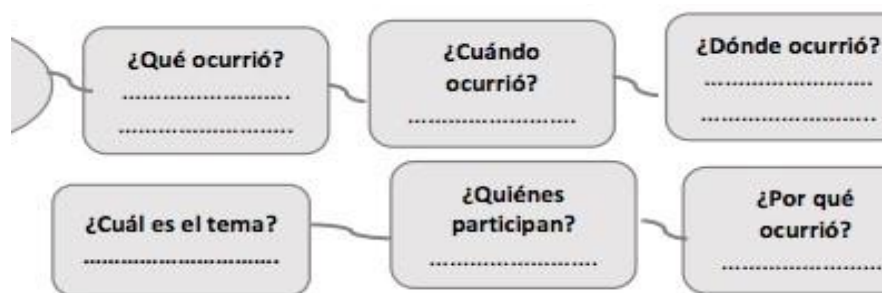 ¿Qué ocurrió?
............................
.............................
¿Cuándo
ocurrió?
............................
¿Dónde ocurrió?
............................
.............................
¿Cuál es el tema?
................................
¿Quiénes
participan?
............................
¿Por qué
ocurrió?
...........................